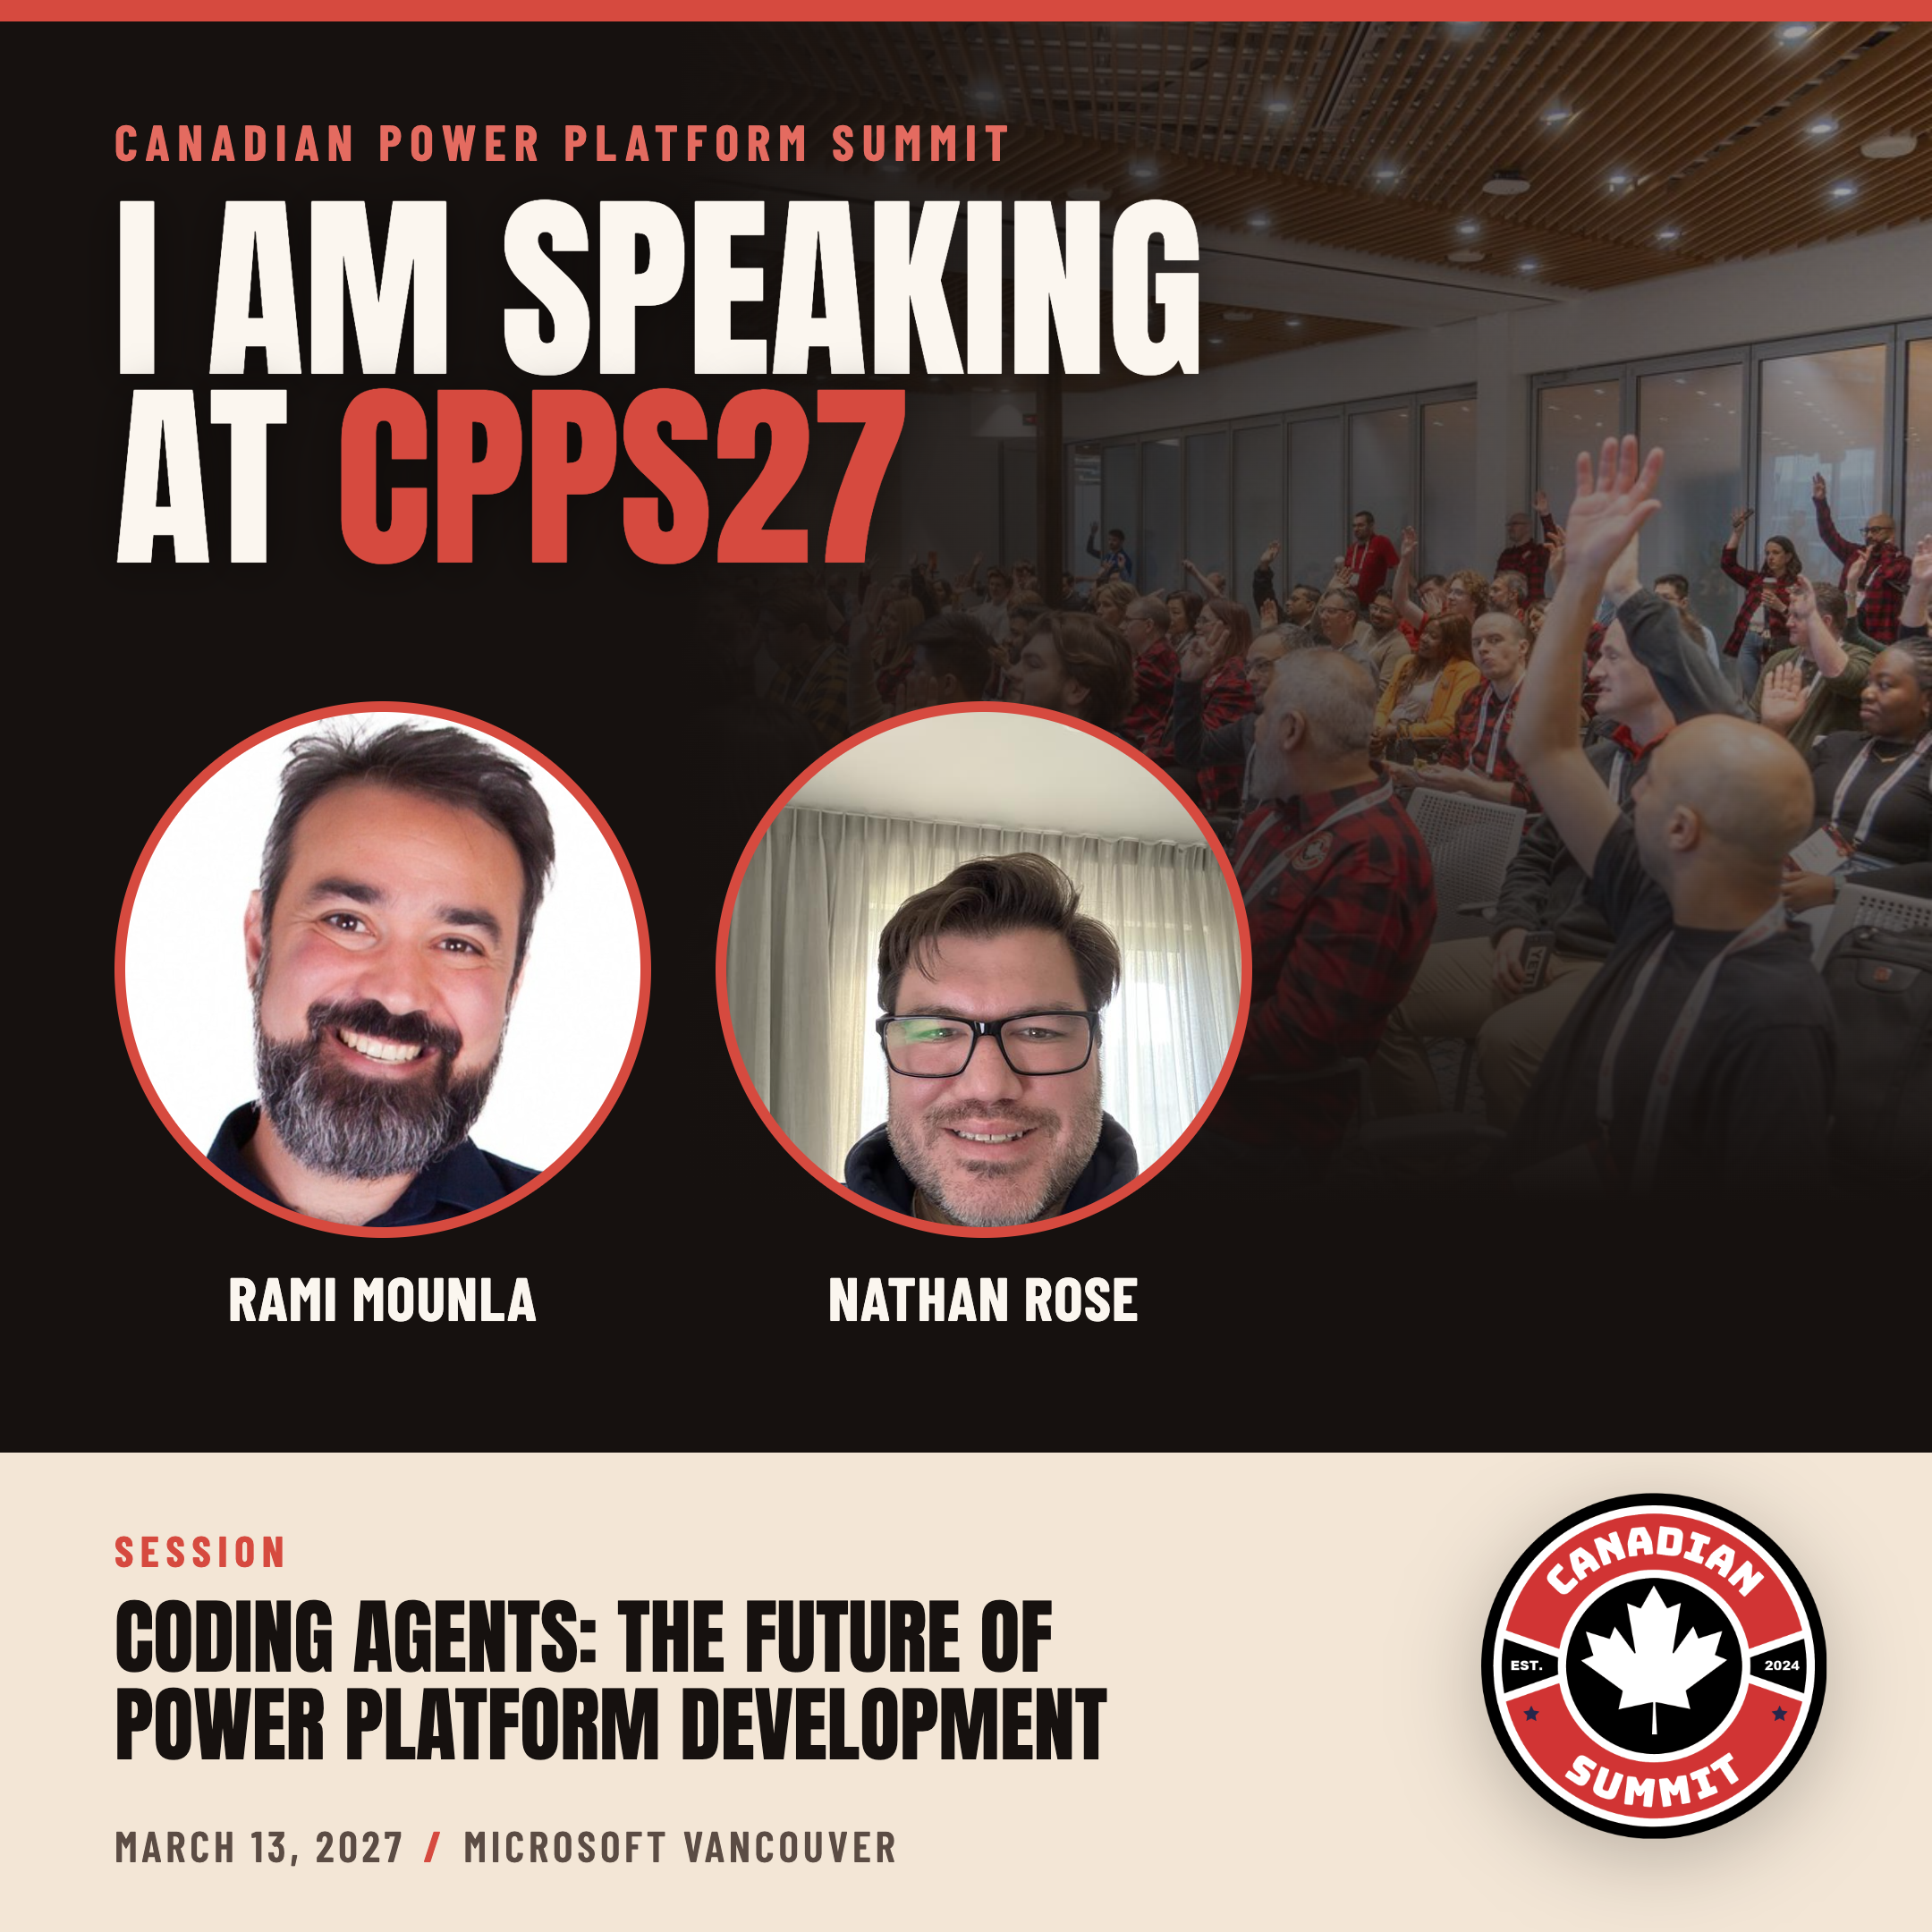 CANADIAN POWER PLATFORM SUMMIT
I AM SPEAKING
AT CPPS27
RAMI MOUNLA
NATHAN ROSE
SESSION
CODING AGENTS: THE FUTURE OF
POWER PLATFORM DEVELOPMENT
MARCH 13, 2027 / MICROSOFT VANCOUVER
CANADIAN
EST. 2024
SUMMIT